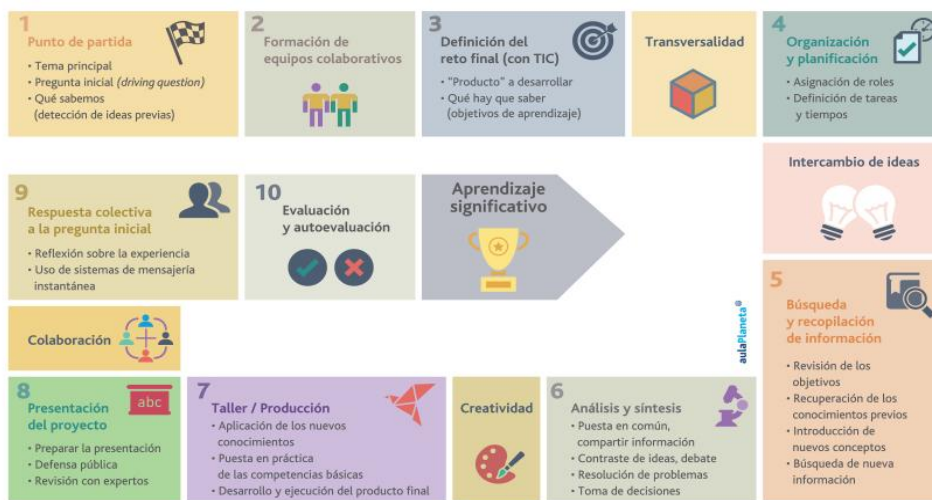 1
Punto de partida
• Tema principal
• Pregunta inicial (driving question)
• Qué sabemos
(detección de ideas previas)
2
Formación de
equipos colaborativos
3
Definición del
reto final (con TIC)
• "Producto" a desarrollar
• Qué hay que saber
(objetivos de aprendizaje)
Transversalidad
4
Organización
y planificación
• Asignación de roles
• Definición de tareas
y tiempos
Intercambio de ideas
5
Búsqueda
y recopilación
de información
• Revisión de los
objetivos
• Recuperación de los
conocimientos previos
• Introducción de
nuevos conceptos
• Búsqueda de nueva
información
6
Análisis y síntesis
• Puesta en común,
compartir información
• Contraste de ideas, debate
• Resolución de problemas
• Toma de decisiones
Creatividad
7
Taller / Producción
• Aplicación de los nuevos
conocimientos
• Puesta en práctica
de las competencias básicas
• Desarrollo y ejecución del producto final
8
abc
Presentación
del proyecto
• Preparar la presentación
• Defensa pública
• Revisión con expertos
Colaboración
9
Respuesta colectiva
a la pregunta inicial
• Reflexión sobre la experiencia
• Uso de sistemas de mensajería
instantánea
10
Evaluación
y autoevaluación
Aprendizaje
significativo
aulaPlaneta